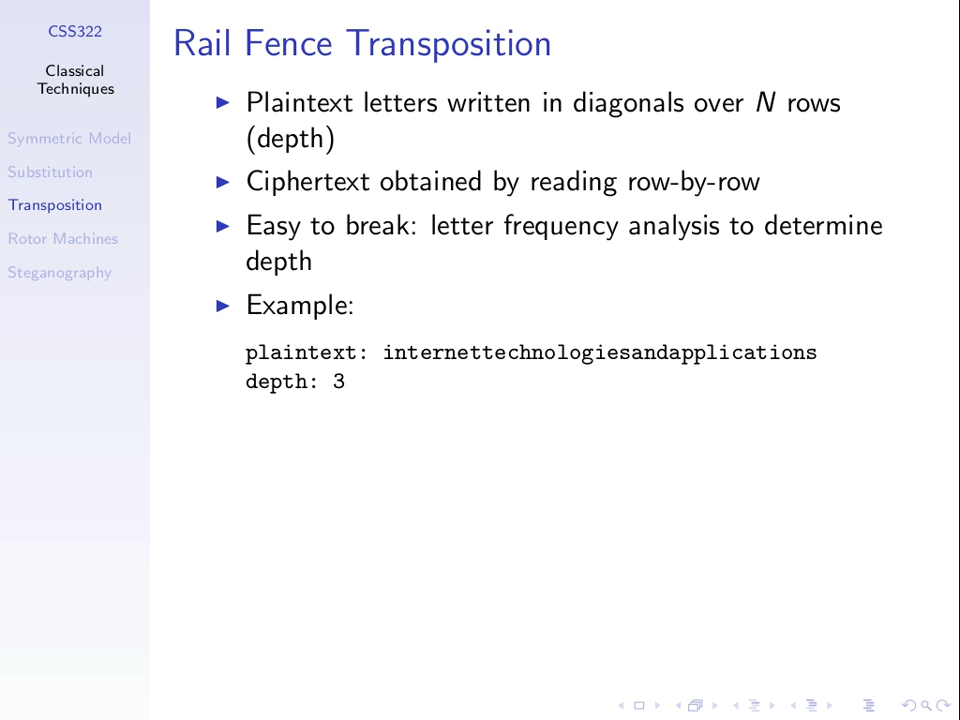 CSS322
Classical
Techniques
Symmetric Model
Substitution
Transposition
Rotor Machines
Steganography
Rail Fence Transposition
Plaintext letters written in diagonals over N rows
(depth)
Ciphertext obtained by reading row-by-row
Easy to break: letter frequency analysis to determine
depth
Example:
plaintext: internettechnologiesandapplications
depth: 3